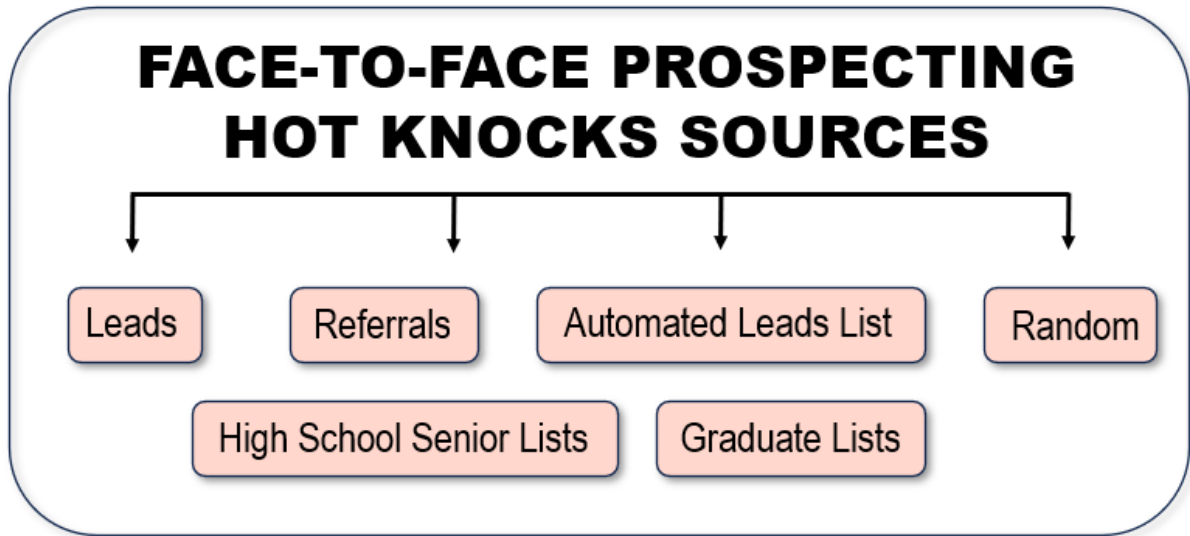 FACE-TO-FACE PROSPECTING
HOT KNOCKS SOURCES
Leads
Referrals
Automated Leads List
Random
High School Senior Lists
Graduate Lists